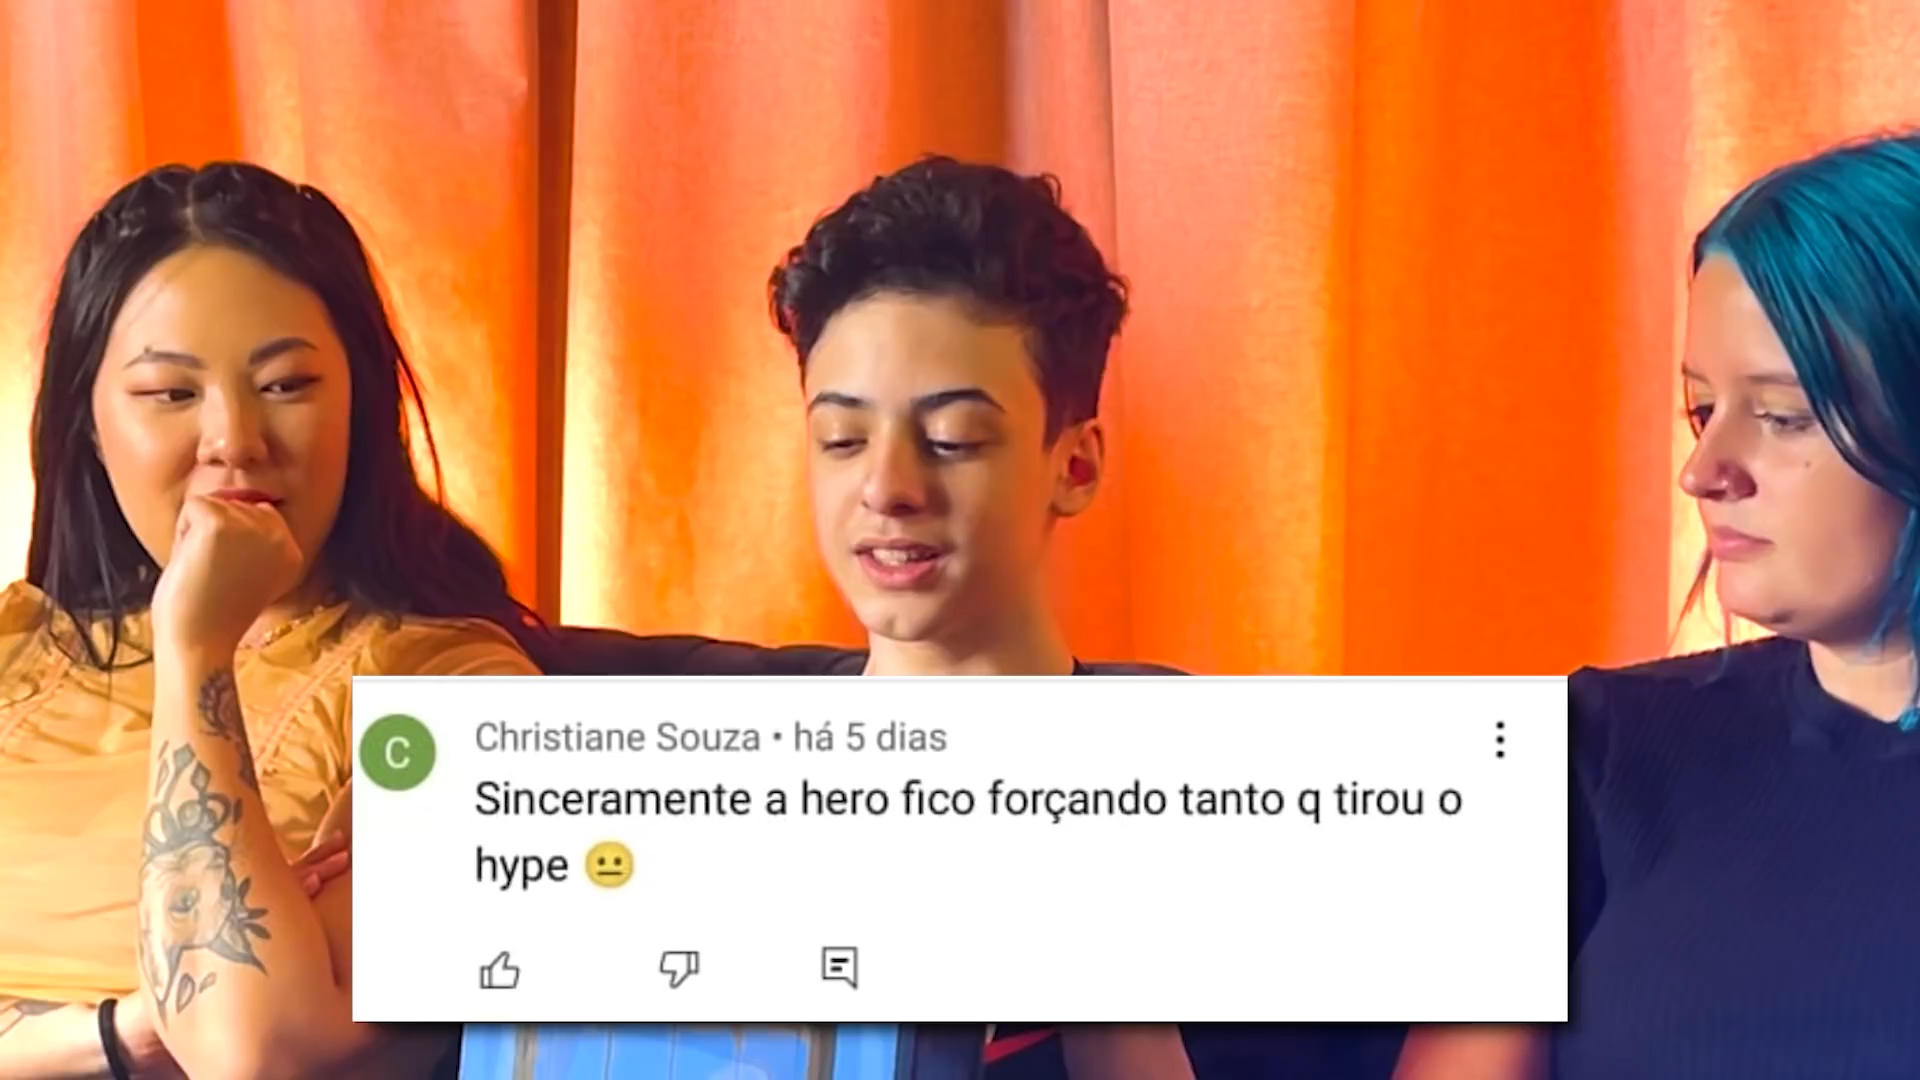 C
Christiane Souza • há 5 dias
Sinceramente a hero fico forçando tanto q tirou o
hype 😐